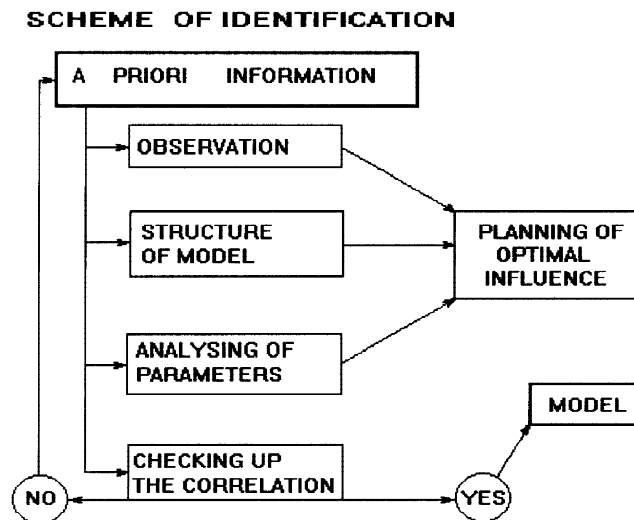 SCHEME OF IDENTIFICATION
A PRIORI INFORMATION
OBSERVATION
STRUCTURE
OF MODEL
PLANNING OF
OPTIMAL
INFLUENCE
ANALYSING OF
PARAMETERS
MODEL
CHECKING UP
THE CORRELATION
NO
YES